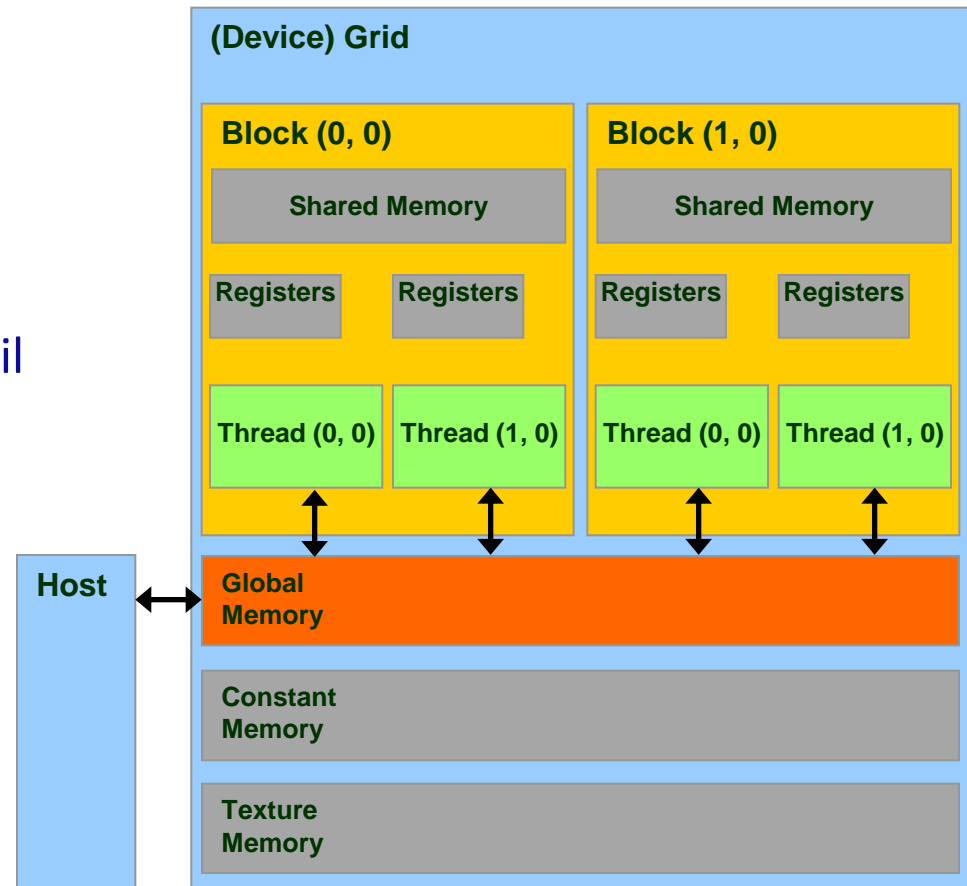 (Device) Grid
Block (0, 0)
Block (1, 0)
Shared Memory
Shared Memory
Registers
Registers
Registers
Registers
il
Thread (0, 0)
Thread (1, 0)
Thread (0, 0)
Thread (1, 0)
Host
Global
Memory
Constant
Memory
Texture
Memory